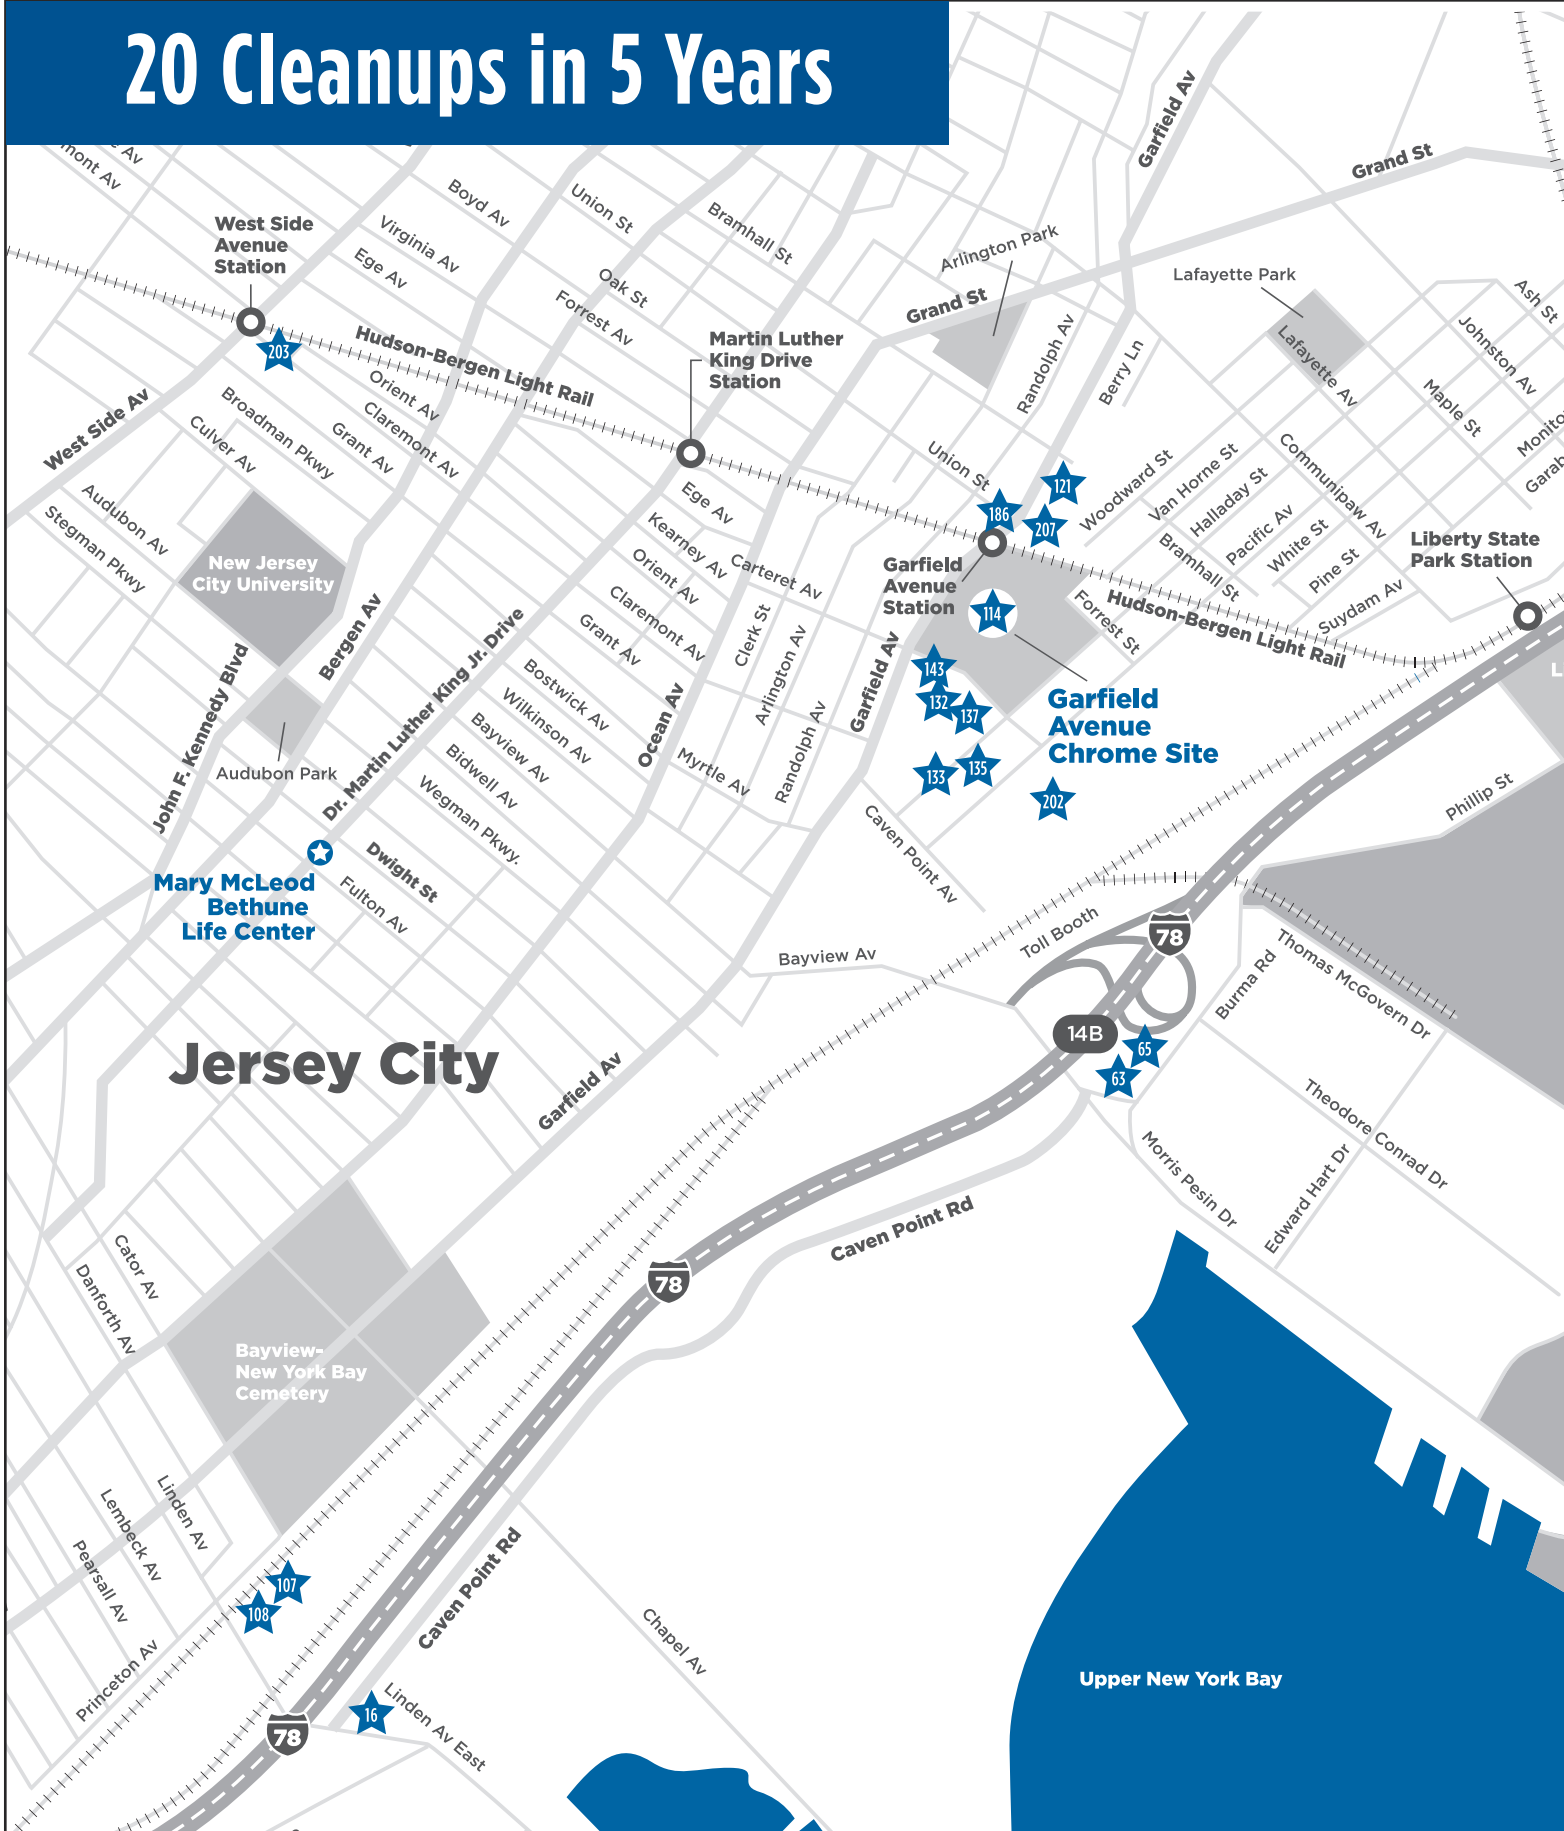 20 Cleanups in 5 Years
Av
mont Av
West Side
Avenue
Station
Boyd Av
Virginia Av
Ege Av
Union St
Bramhall St
Oak St
Forrest Av
Garfield Av
Grand St
Arlington Park
Grand St
Lafayette Park
Lafayette Av
Ash St
Johnston Av
Maple St
Communipaw Av
Randolph Av
Berry Ln
203
Hudson-Bergen Light Rail
Martin Luther
King Drive
Station
West Side Av
Orient Av
Claremont Av
Broadman Pkwy
Grant Av
Culver Av
Audubon Av
Stegman Pkwy
New Jersey
City University
Union St
121
186
207
Woodward St
Van Horne St
Halladay St
Pacific Av
White St
Pine St
Suydam Av
Bramhall St
Liberty State
Park Station
Garfield
Avenue
Station
114
Forrest St
Hudson-Bergen Light Rail
Ege Av
Kearney Av
Orient Av
Claremont Av
Grant Av
Carteret Av
Clerk St
Arlington Av
Randolph Av
Garfield Av
143
132
137
133
135
202
Garfield
Avenue
Chrome Site
Bergen Av
John F. Kennedy Blvd
Dr. Martin Luther King Jr. Drive
Audubon Park
Bostwick Av
Wilkinson Av
Bayview Av
Bidwell Av
Wegman Pkwy.
Ocean Av
Myrtle Av
Dwight St
Fulton Av
Mary McLeod
Bethune
Life Center
Caven Point Av
Phillip St
Bayview Av
Toll Booth
78
Burma Rd
Thomas McGovern Dr
14B
65
63
Jersey City
Garfield Av
Theodore Conrad Dr
Edward Hart Dr
Morris Pesin Dr
Caven Point Rd
78
Cator Av
Danforth Av
Bayview-
New York Bay
Cemetery
Linden Av
Lembeck Av
Pearsall Av
Princeton Av
107
108
Caven Point Rd
Chapel Av
16
Linden Av East
78
Upper New York Bay